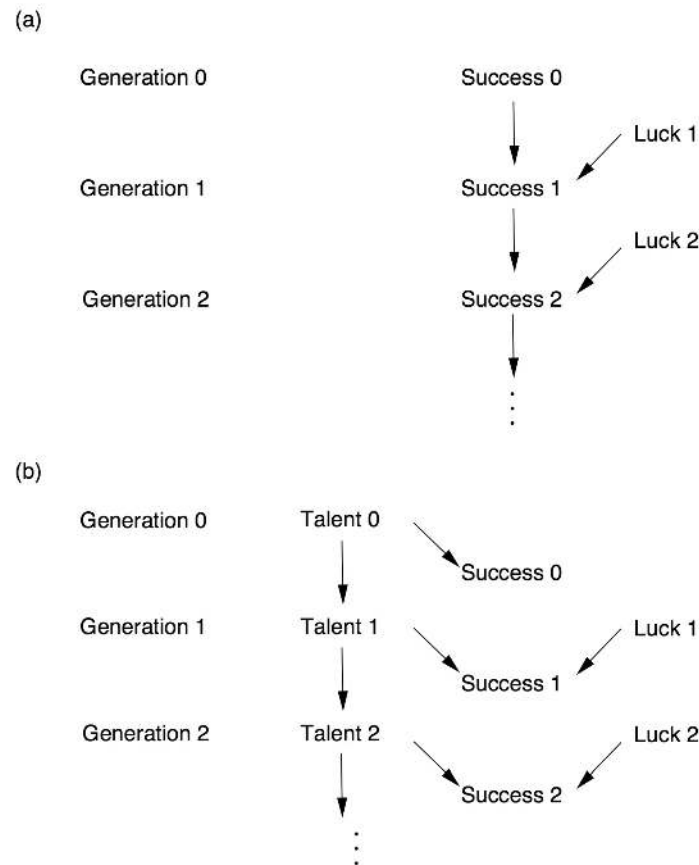 (a)
Generation 0 Success 0
Luck 1
Generation 1 Success 1
Luck 2
Generation 2 Success 2
(b)
Generation 0 Talent 0
Success 0
Generation 1 Talent 1 Luck 1
Success 1
Generation 2 Talent 2 Luck 2
Success 2